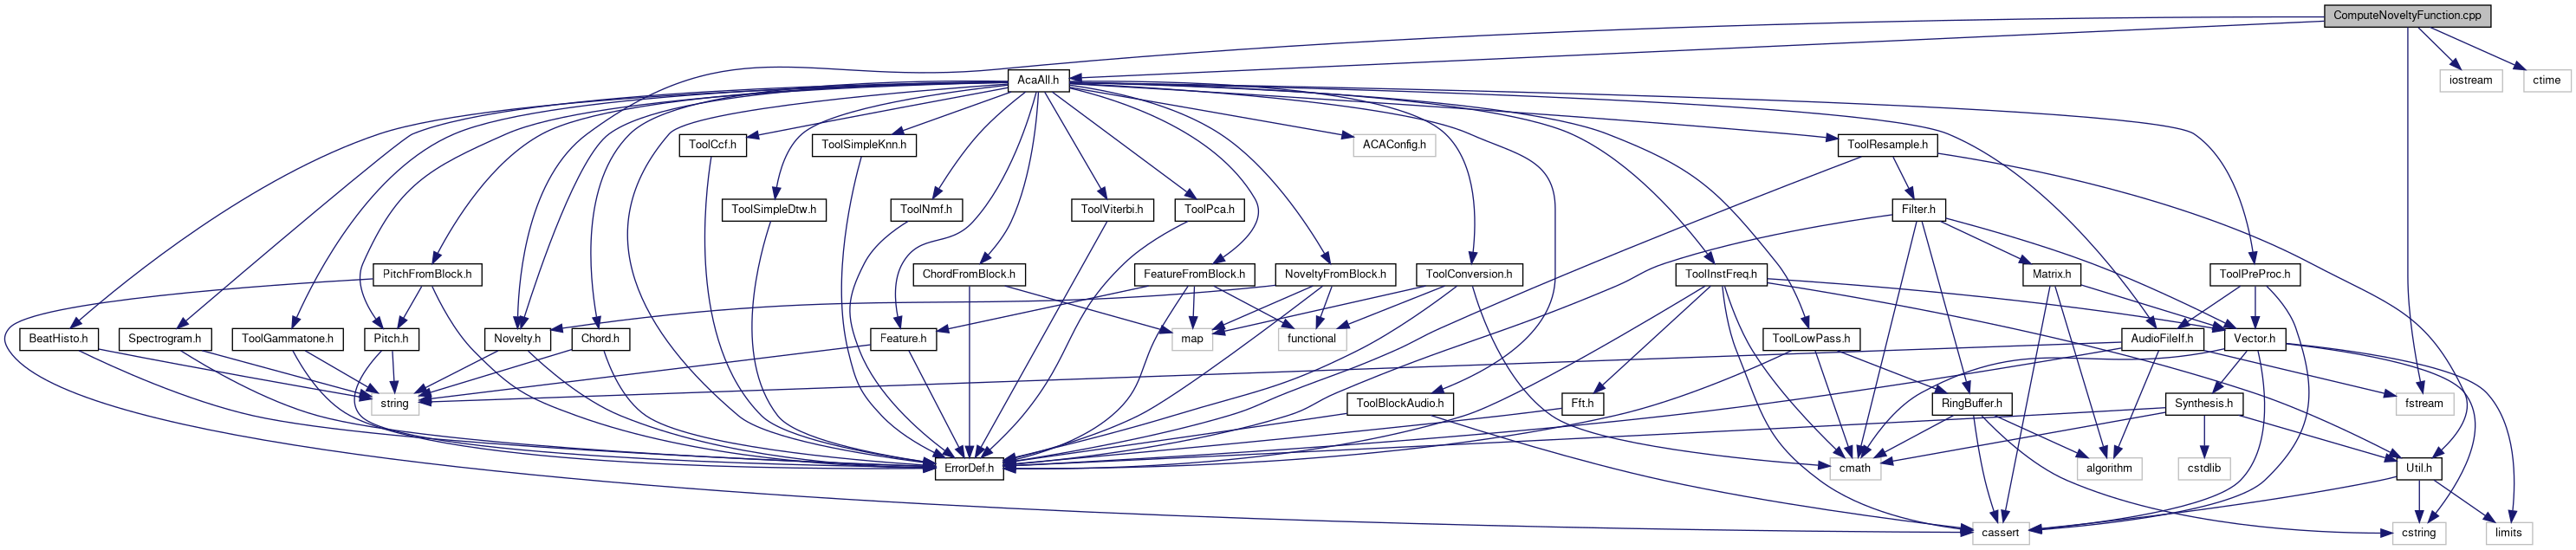 ComputeNoveltyFunction.cpp
AcaAll.h
iostream
ctime
ToolCcf.h
ToolSimpleKnn.h
ACAConfig.h
ToolResample.h
ToolSimpleDtw.h
ToolNmf.h
ToolViterbi.h
ToolPca.h
Filter.h
PitchFromBlock.h
ChordFromBlock.h
FeatureFromBlock.h
NoveltyFromBlock.h
ToolConversion.h
ToolInstFreq.h
Matrix.h
ToolPreProc.h
BeatHisto.h
Spectrogram.h
ToolGammatone.h
Pitch.h
Novelty.h
Chord.h
Feature.h
map
functional
ToolLowPass.h
AudioFileIf.h
Vector.h
string
ToolBlockAudio.h
Fft.h
RingBuffer.h
Synthesis.h
fstream
ErrorDef.h
cmath
algorithm
cstdlib
Util.h
cassert
cstring
limits